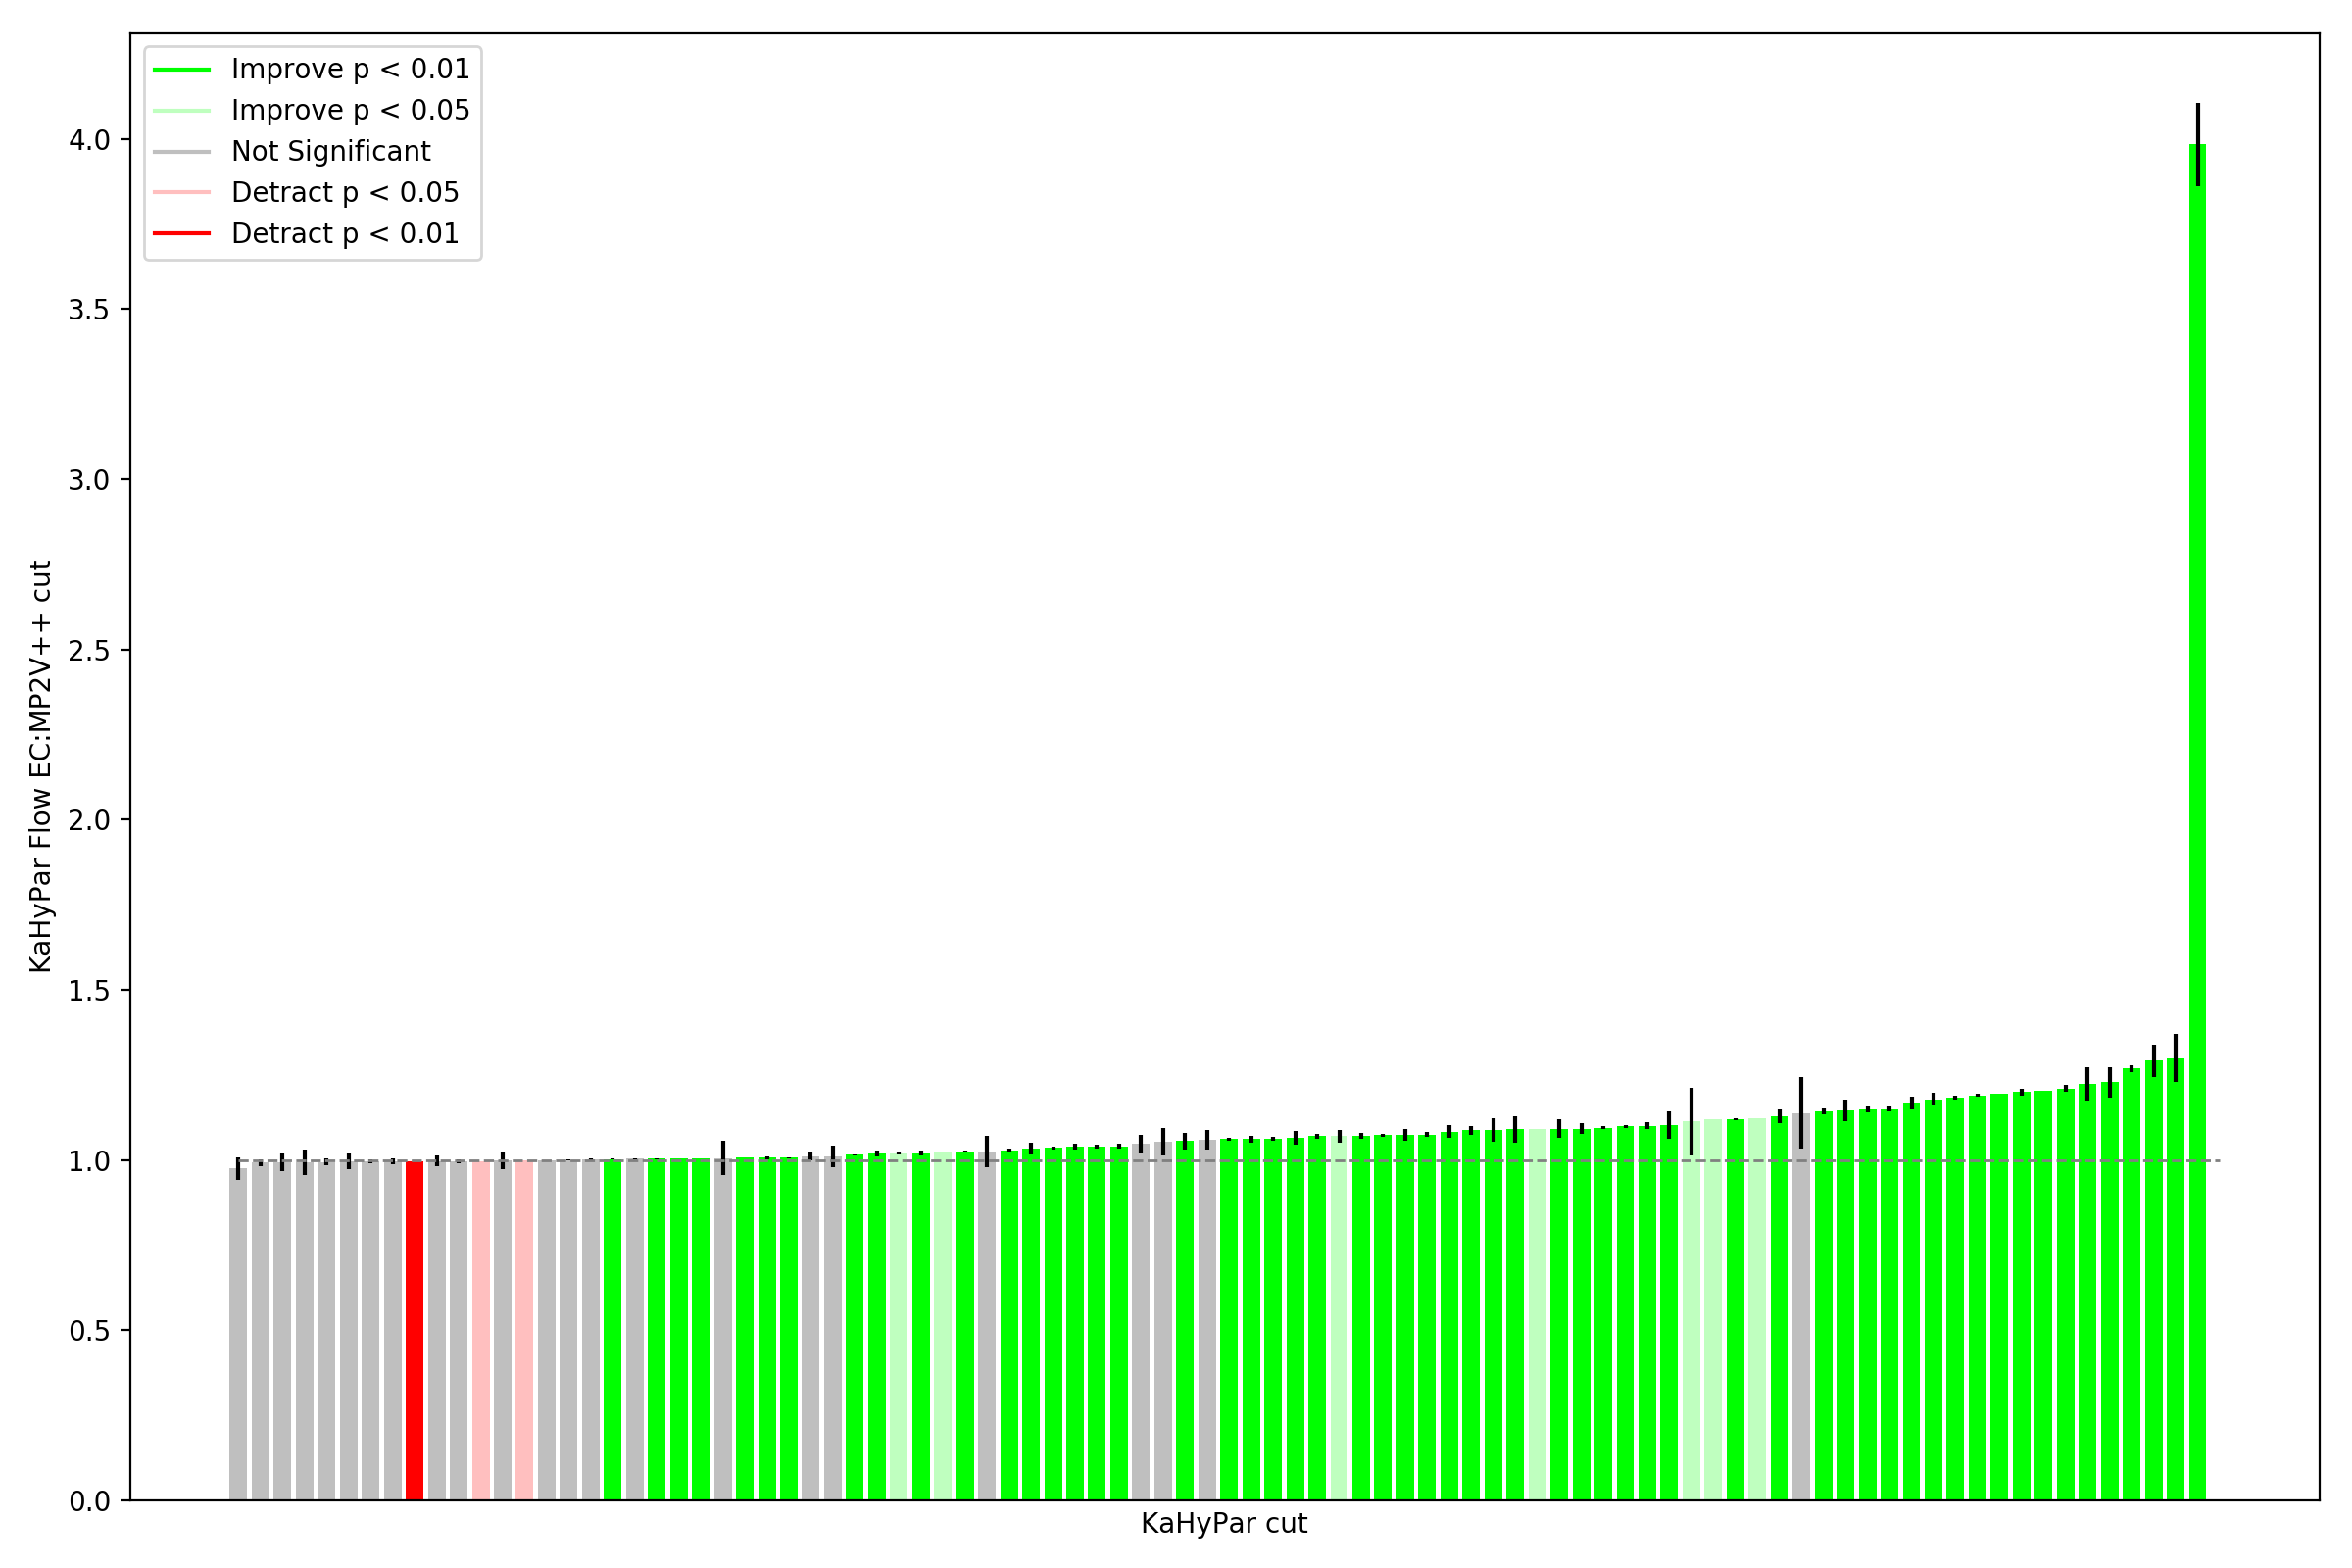 Improve p < 0.01
Improve p < 0.05
Not Significant
Detract p < 0.05
Detract p < 0.01
4.0
3.5
3.0
2.5
2.0
1.5
1.0
0.5
0.0
KaHyPar Flow EC:MP2V++ cut
KaHyPar cut